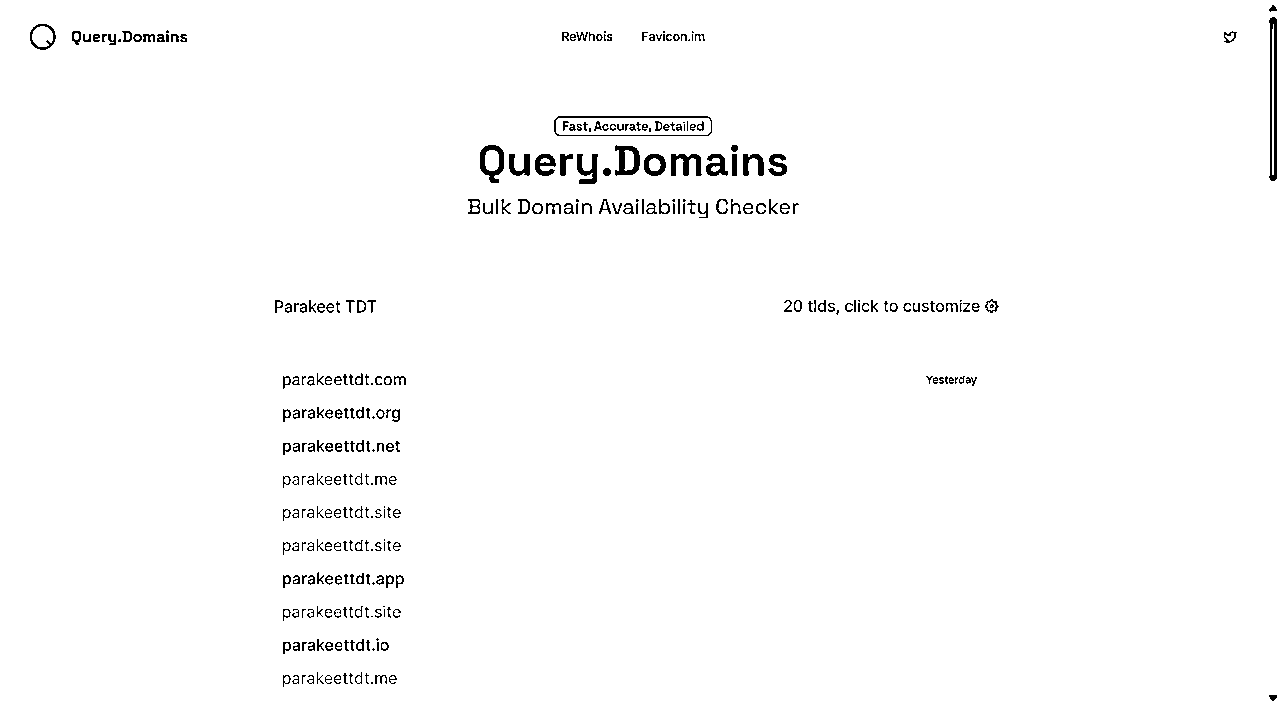 Query.Domains
ReWhois
Favicon.im
Fast, Accurate, Detailed
Query.Domains
Bulk Domain Availability Checker
Parakeet TDT
20 tlds, click to customize
parakeettdt.com
Yesterday
parakeettdt.org
parakeettdt.net
parakeettdt.me
parakeettdt.site
parakeettdt.site
parakeettdt.app
parakeettdt.site
parakeettdt.io
parakeettdt.me